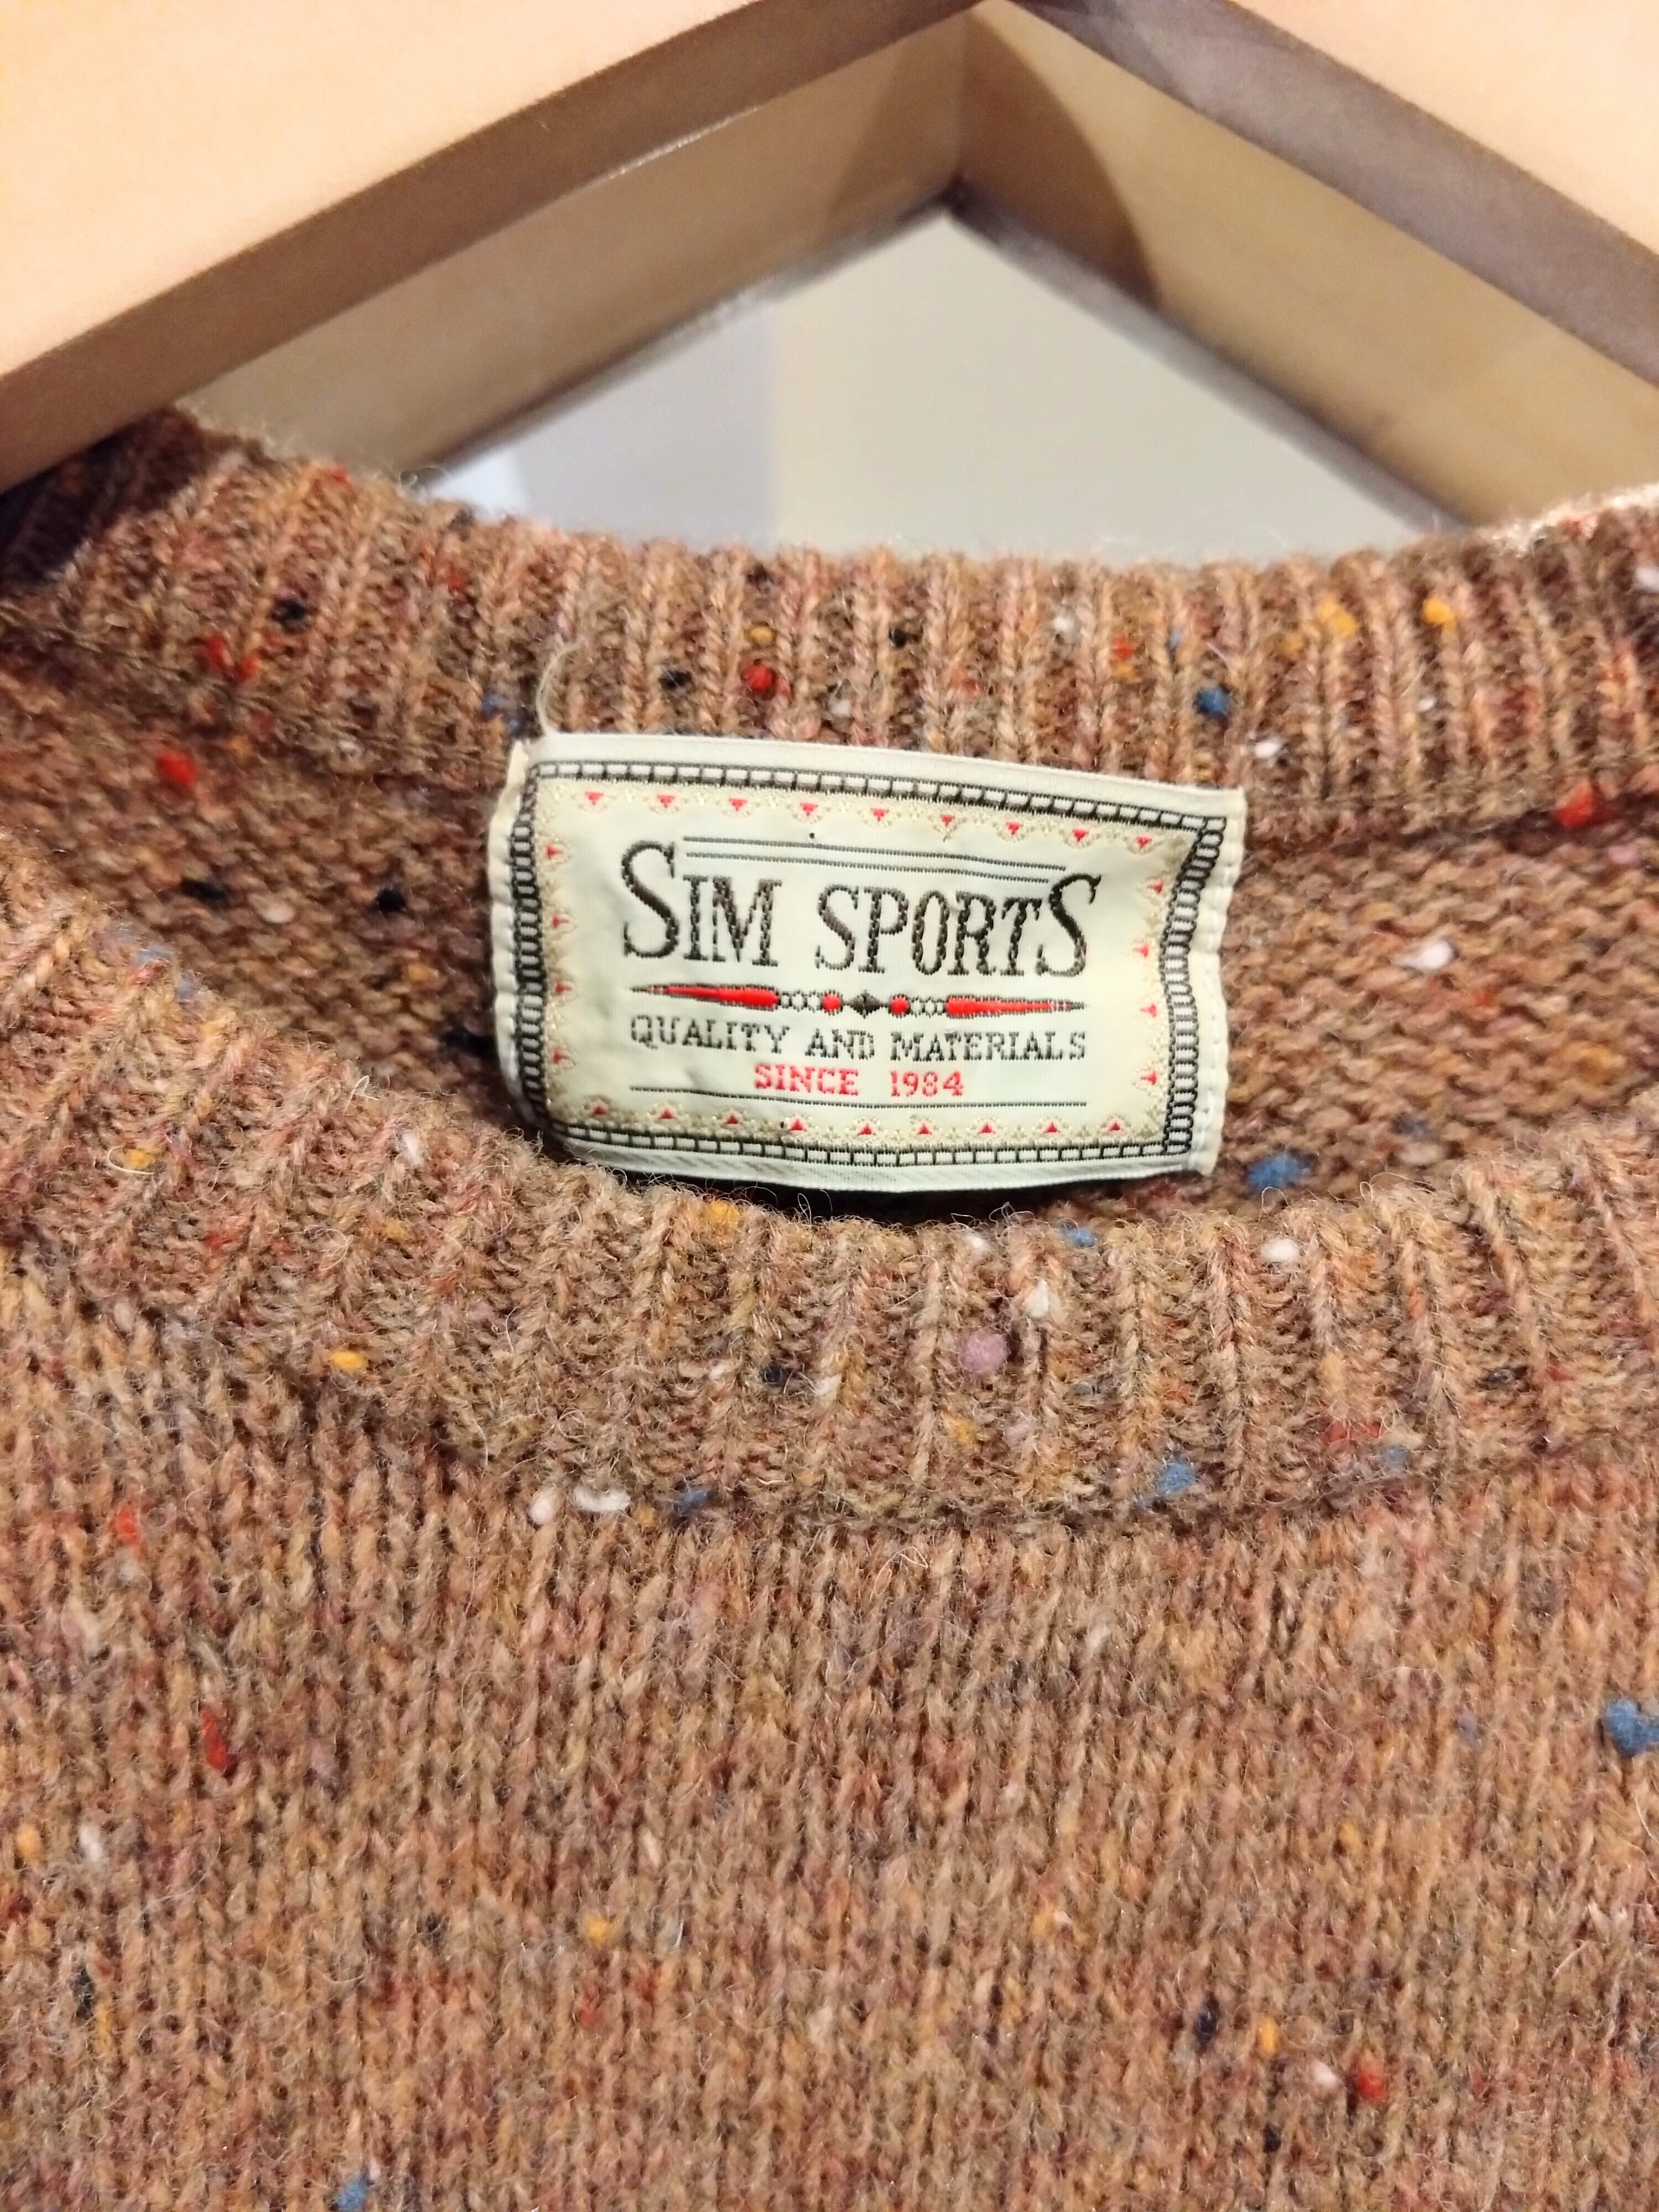 SIM SPORTS
QUALITY AND MATERIALS
SINCE 1984